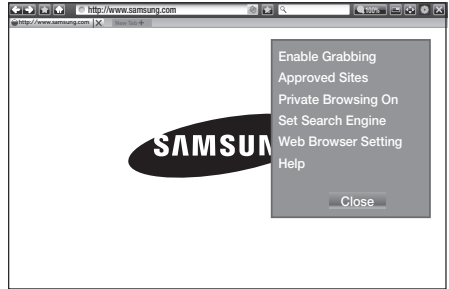 http://www.samsung.com 100%
http://www.samsung.com New Tab +
Enable Grabbing
Approved Sites
Private Browsing On
Set Search Engine
Web Browser Setting
Help
SAMSUN
Close